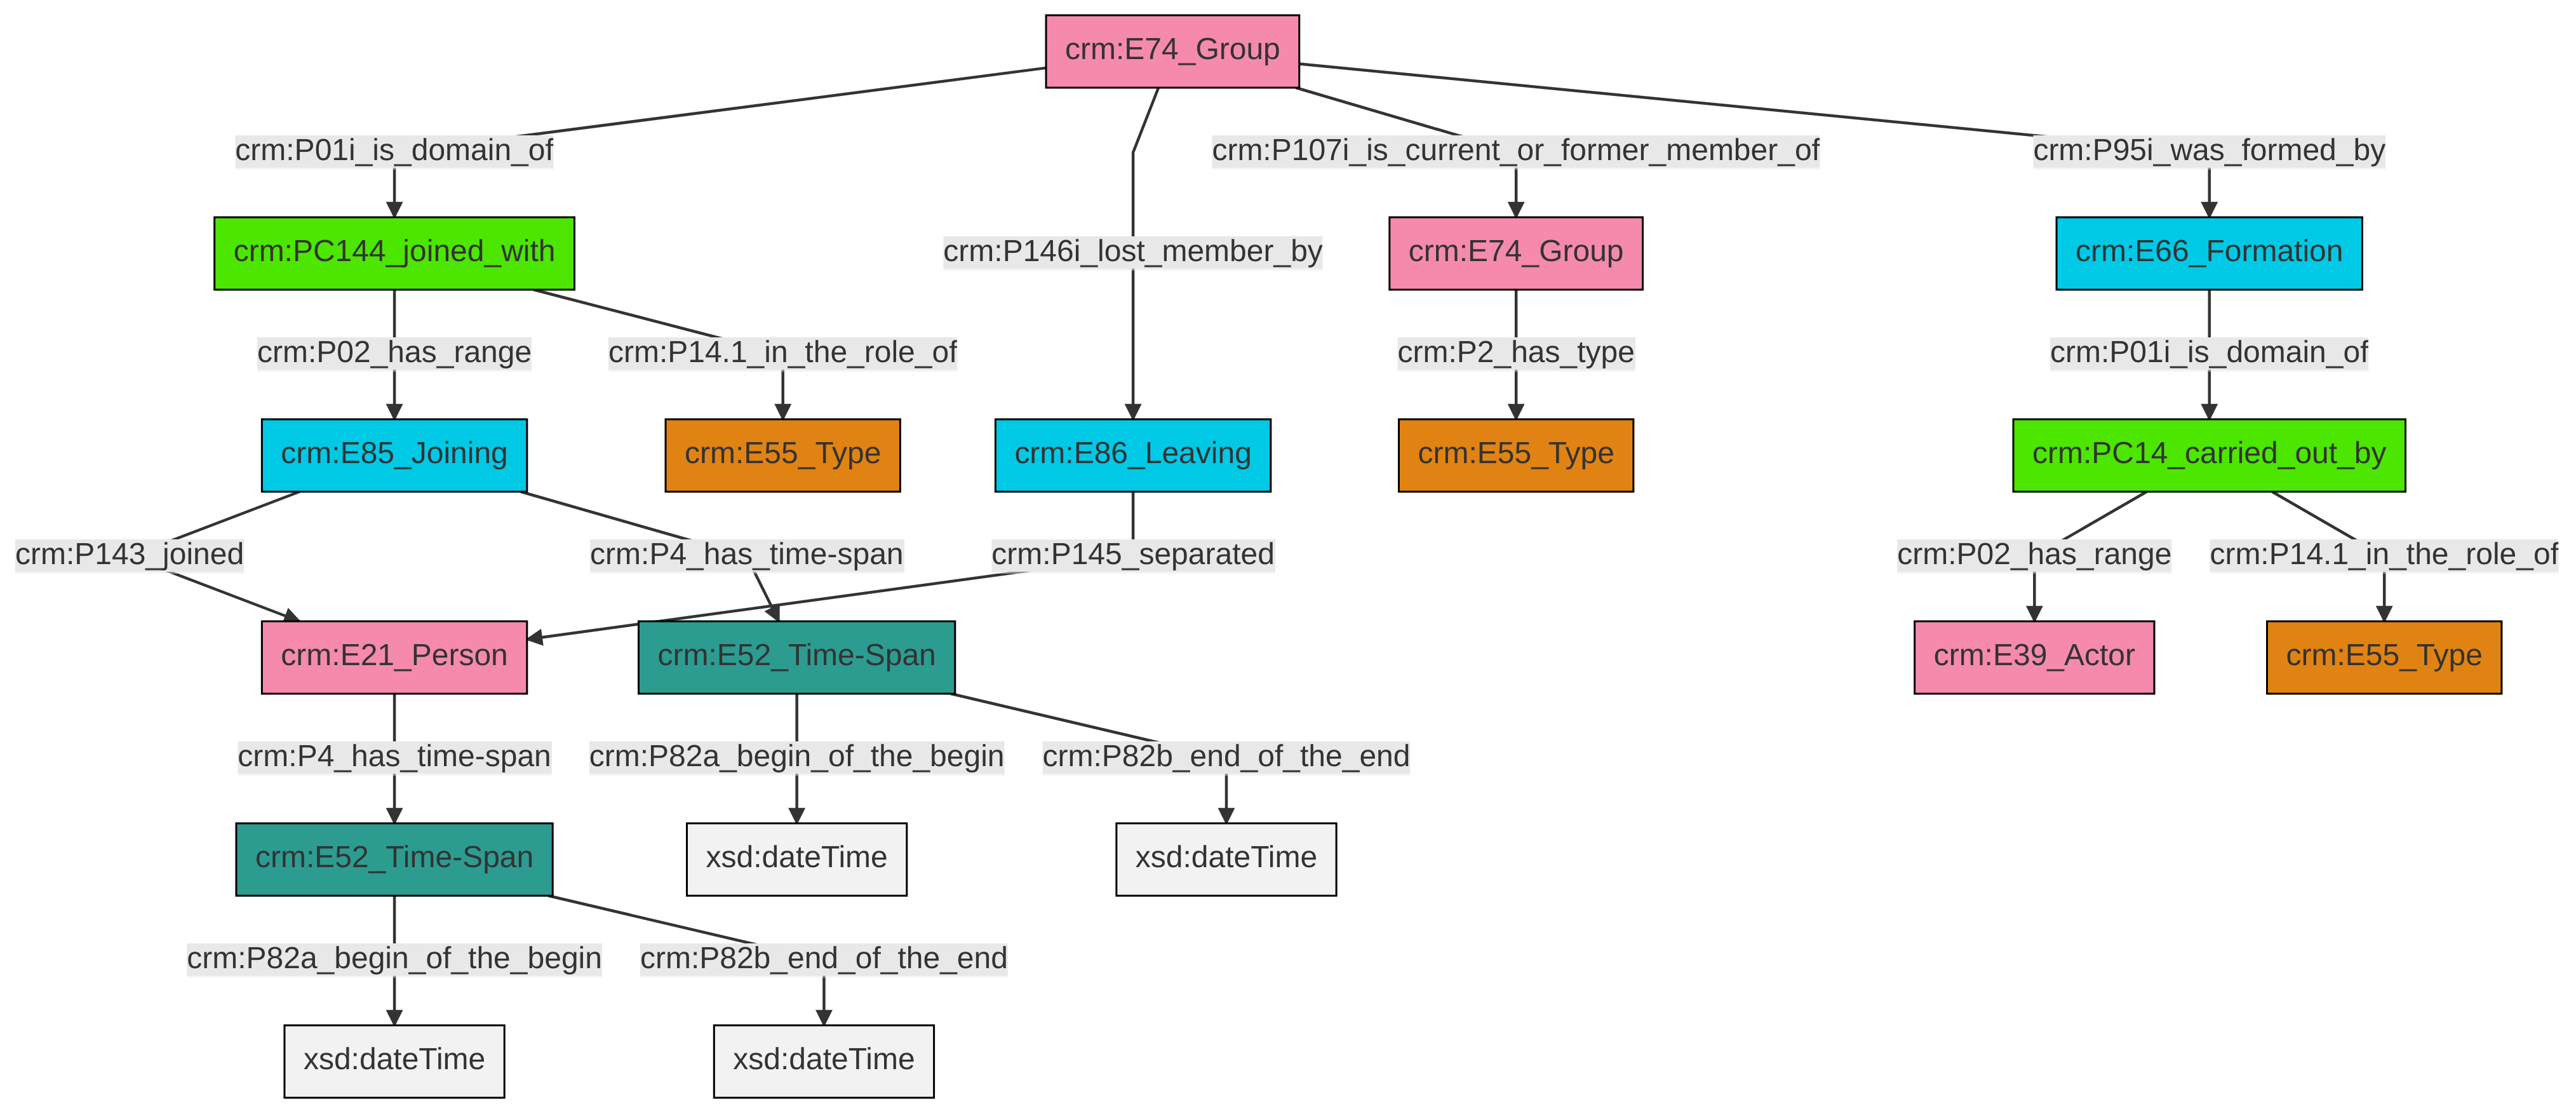 crm:E74_Group
crm:P01i_is_domain_of
crm:P107i_is_current_or_former_member_of
crm:P95i_was_formed_by
crm:PC144_joined_with
crm:P146i_lost_member_by
crm:E74_Group
crm:E66_Formation
crm:P02_has_range
crm:P14.1_in_the_role_of
crm:P2_has_type
crm:P01i_is_domain_of
crm:E85_Joining
crm:E55_Type
crm:E86_Leaving
crm:E55_Type
crm:PC14_carried_out_by
crm:P143_joined
crm:P4_has_time-span
crm:P145_separated
crm:P02_has_range
crm:P14.1_in_the_role_of
crm:E21_Person
crm:E52_Time-Span
crm:E39_Actor
crm:E55_Type
crm:P4_has_time-span
crm:P82a_begin_of_the_begin
crm:P82b_end_of_the_end
crm:E52_Time-Span
xsd:dateTime
xsd:dateTime
crm:P82a_begin_of_the_begin
crm:P82b_end_of_the_end
xsd:dateTime
xsd:dateTime